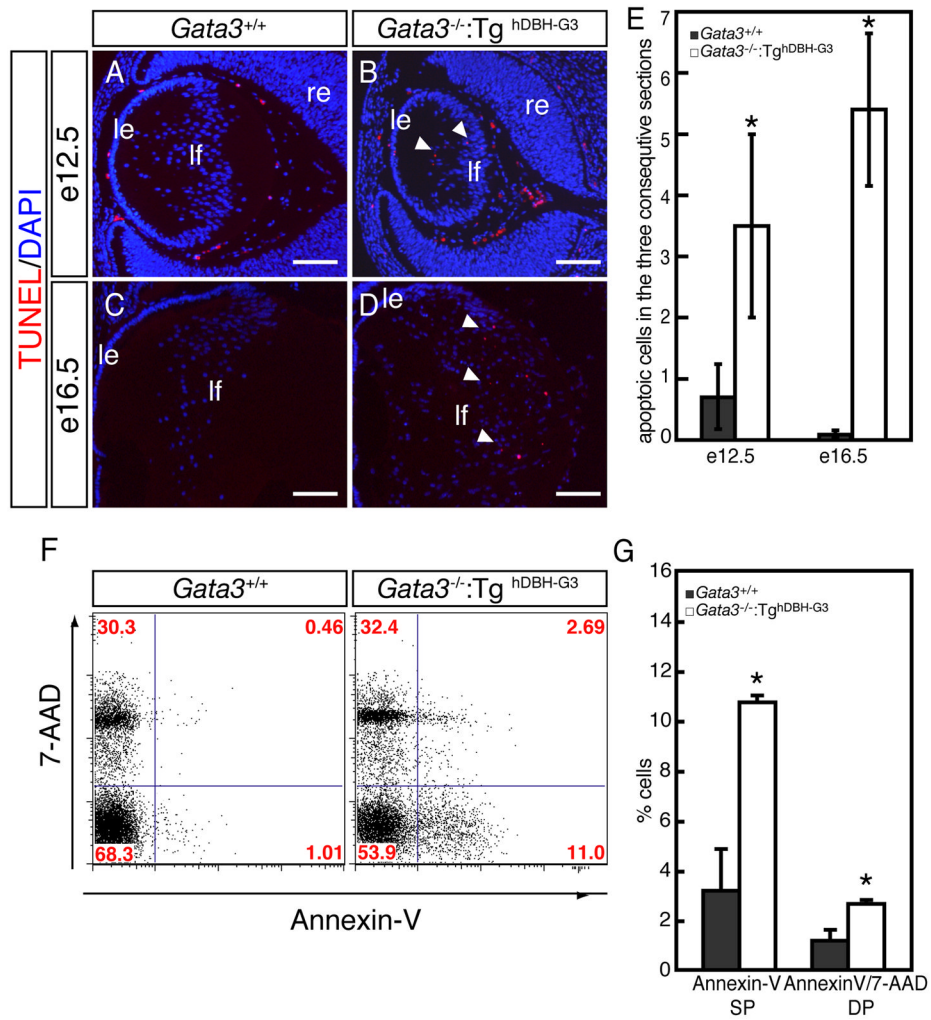 Gata3+/+
Gata3-/-:Tg hDBH-G3
TUNEL/DAPI
e12.5
e16.5
A
le
lf
re
B
le
lf
re
C
le
lf
D
le
lf
E
apoptoic cells in the three consequtive sections
7
6
5
4
3
2
1
0
Gata3+/+
Gata3-/-:TghDBH-G3
*
*
e12.5
e16.5
F
Gata3+/+
Gata3-/-:Tg hDBH-G3
7-AAD
30.3
0.46
68.3
1.01
32.4
2.69
53.9
11.0
Annexin-V
G
% cells
16
14
12
10
8
6
4
2
0
Gata3+/+
Gata3-/-:TghDBH-G3
*
*
Annexin-V
SP
AnnexinV/7-AAD
DP